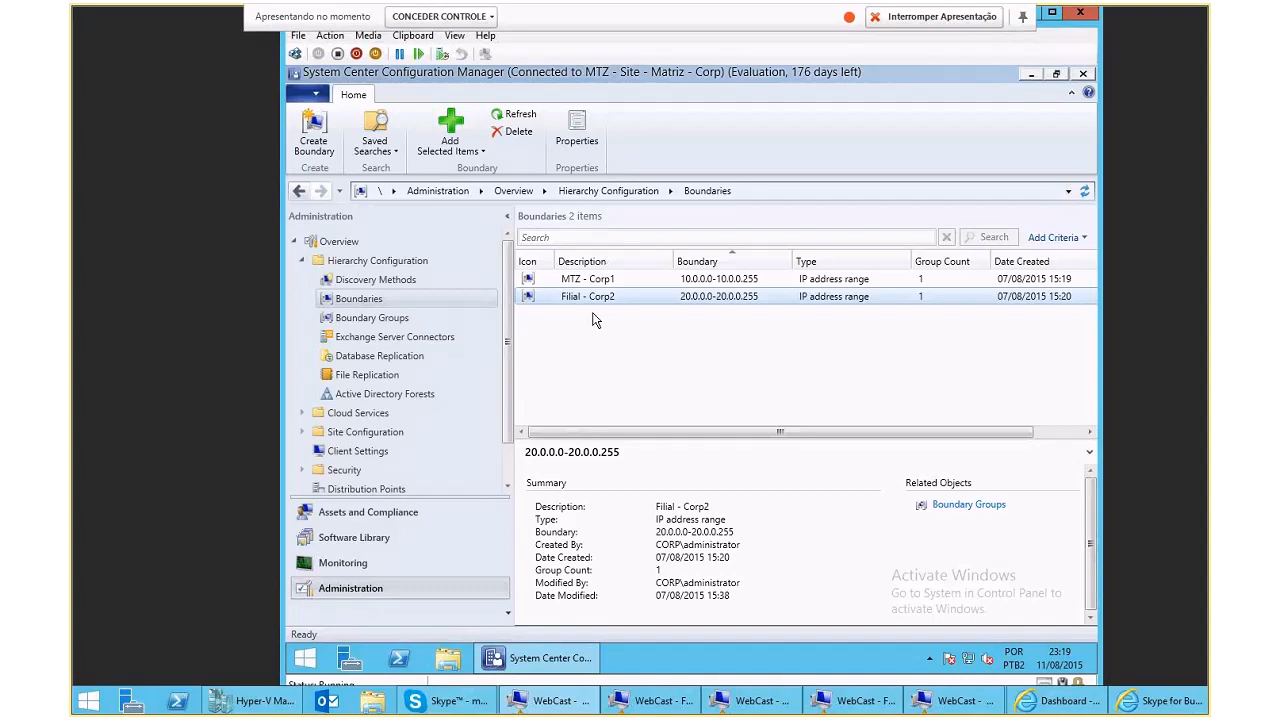 Apresentando no momento
CONCEDER CONTROLE
Interromper Apresentação
File Action Media Clipboard View Help
System Center Configuration Manager (Connected to MTZ - Site - Matriz - Corp) (Evaluation, 176 days left)
Home
Create Boundary
Saved Searches
Add Selected Items
Refresh
Delete
Properties
Create
Search
Boundary
Properties
\ Administration Overview Hierarchy Configuration Boundaries
Administration
Overview
Hierarchy Configuration
Discovery Methods
Boundaries
Boundary Groups
Exchange Server Connectors
Database Replication
File Replication
Active Directory Forests
Cloud Services
Site Configuration
Client Settings
Security
Distribution Points
Assets and Compliance
Software Library
Monitoring
Administration
Boundaries 2 items
Search
Search
Add Criteria
Icon Description Boundary Type Group Count Date Created
MTZ - Corp1 10.0.0.0-10.0.0.255 IP address range 1 07/08/2015 15:19
Filial - Corp2 20.0.0.0-20.0.0.255 IP address range 1 07/08/2015 15:20
20.0.0.0-20.0.0.255
Summary
Description: Filial - Corp2
Type: IP address range
Boundary: 20.0.0.0-20.0.0.255
Created By: CORP\administrator
Date Created: 07/08/2015 15:20
Group Count: 1
Modified By: CORP\administrator
Date Modified: 07/08/2015 15:38
Related Objects
Boundary Groups
Activate Windows
Go to System in Control Panel to
activate Windows.
Ready
System Center Co...
POR
PTB2
23:19
11/08/2015
Status: Running
Hyper-V Ma...
Skype™ - m...
WebCast - ...
WebCast - F...
WebCast - ...
WebCast - F...
WebCast - ...
Dashboard -...
Skype for Bu...